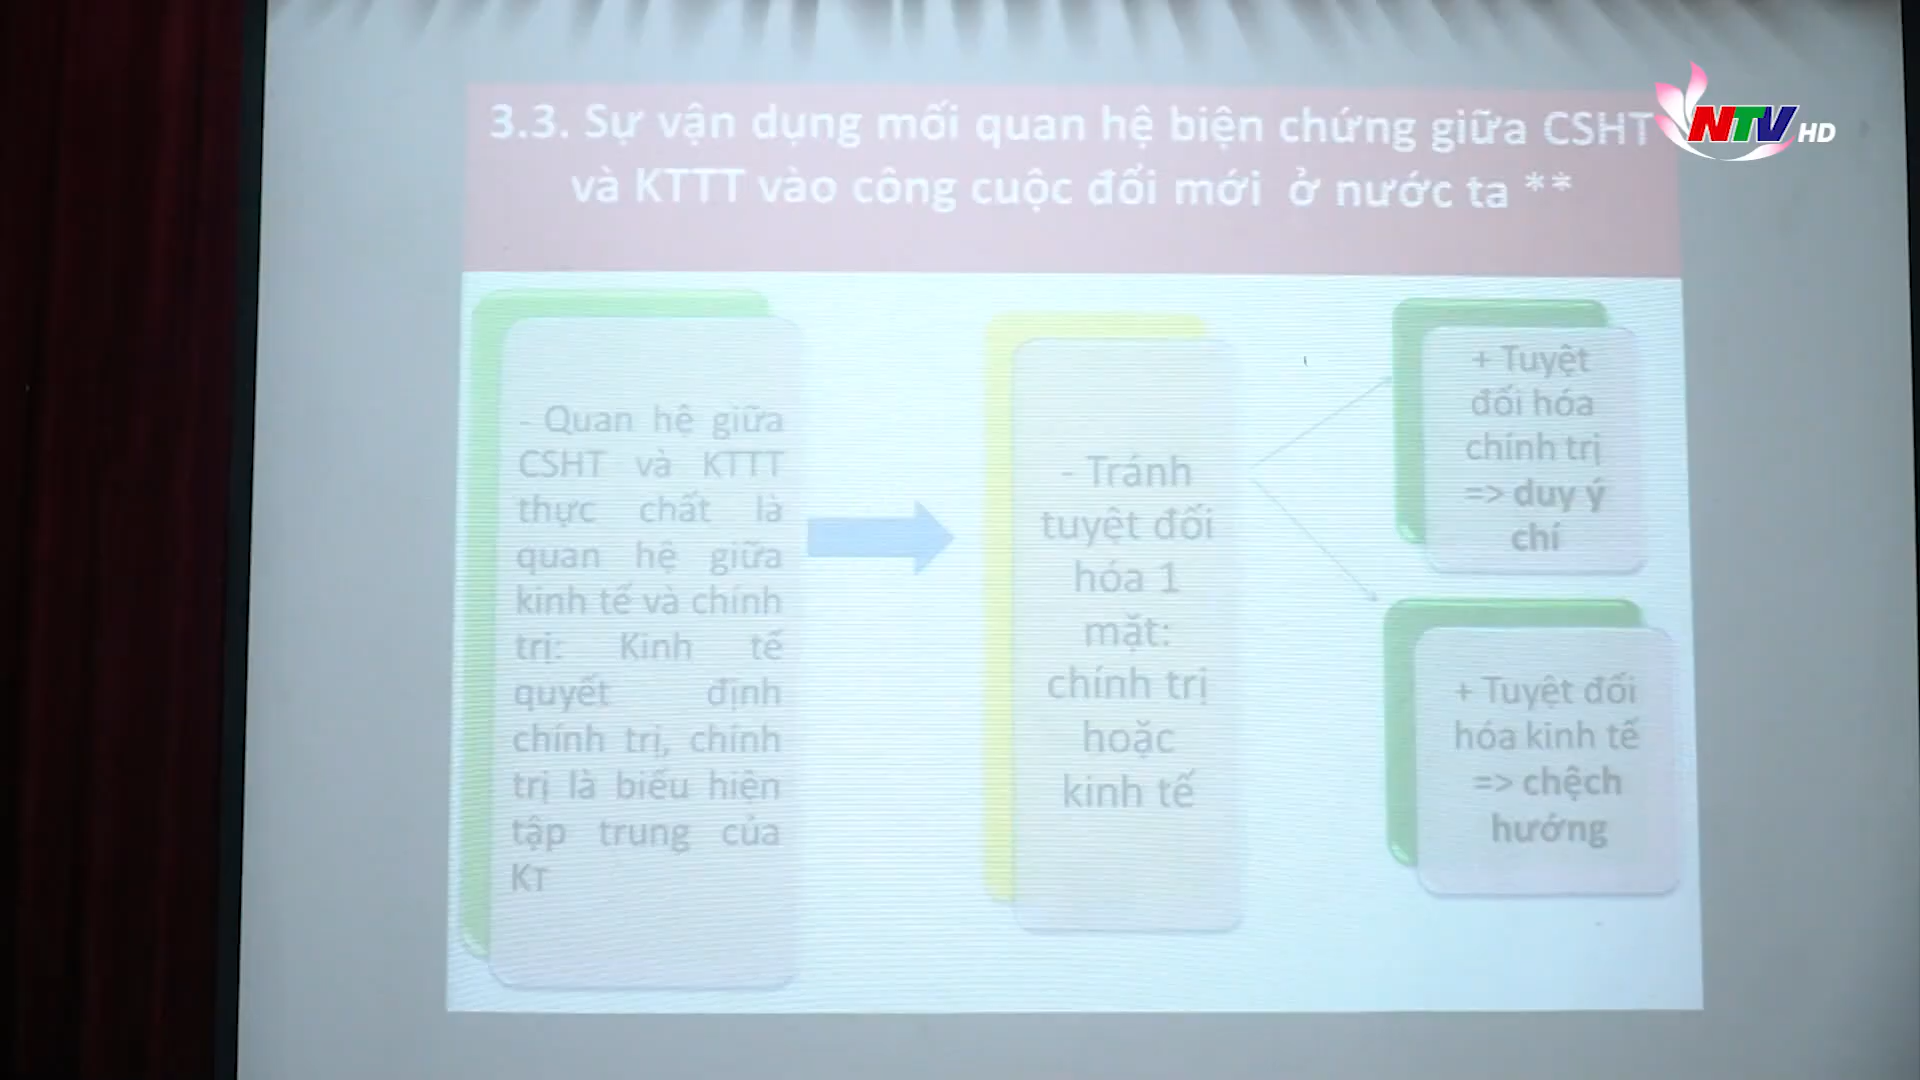 3.3. Sự vận dụng mối quan hệ biện chứng giữa CSHT
và KTTT vào công cuộc đổi mới ở nước ta **
NTV HD
- Quan hệ giữa
CSHT và KTTT
thực chất là
quan hệ giữa
kinh tế và chính
trị: Kinh tế
quyết định
chính trị, chính
trị là biểu hiện
tập trung của
KT
- Tránh
tuyệt đối
hóa 1
mặt:
chính trị
hoặc
kinh tế
+ Tuyệt
đối hóa
chính trị
=> duy ý
chí
+ Tuyệt đối
hóa kinh tế
=> chệch
hướng